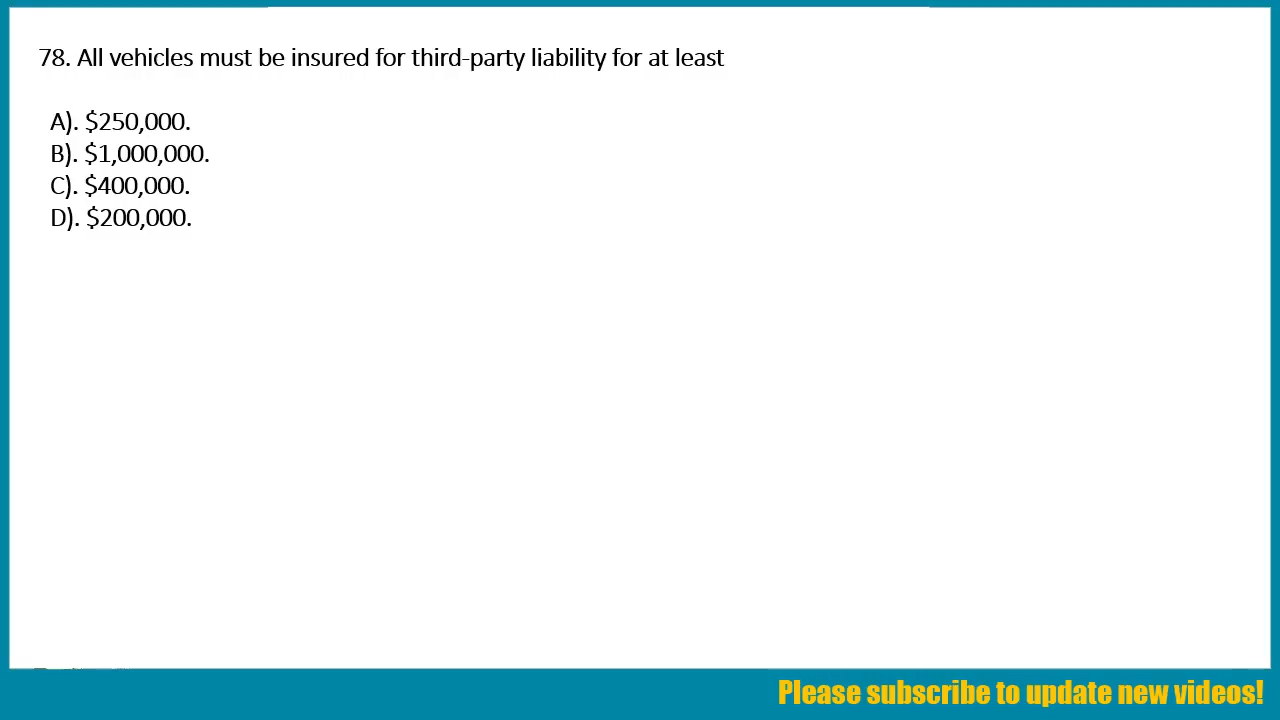 78. All vehicles must be insured for third-party liability for at least
A). $250,000.
B). $1,000,000.
C). $400,000.
D). $200,000.
Please subscribe to update new videos!